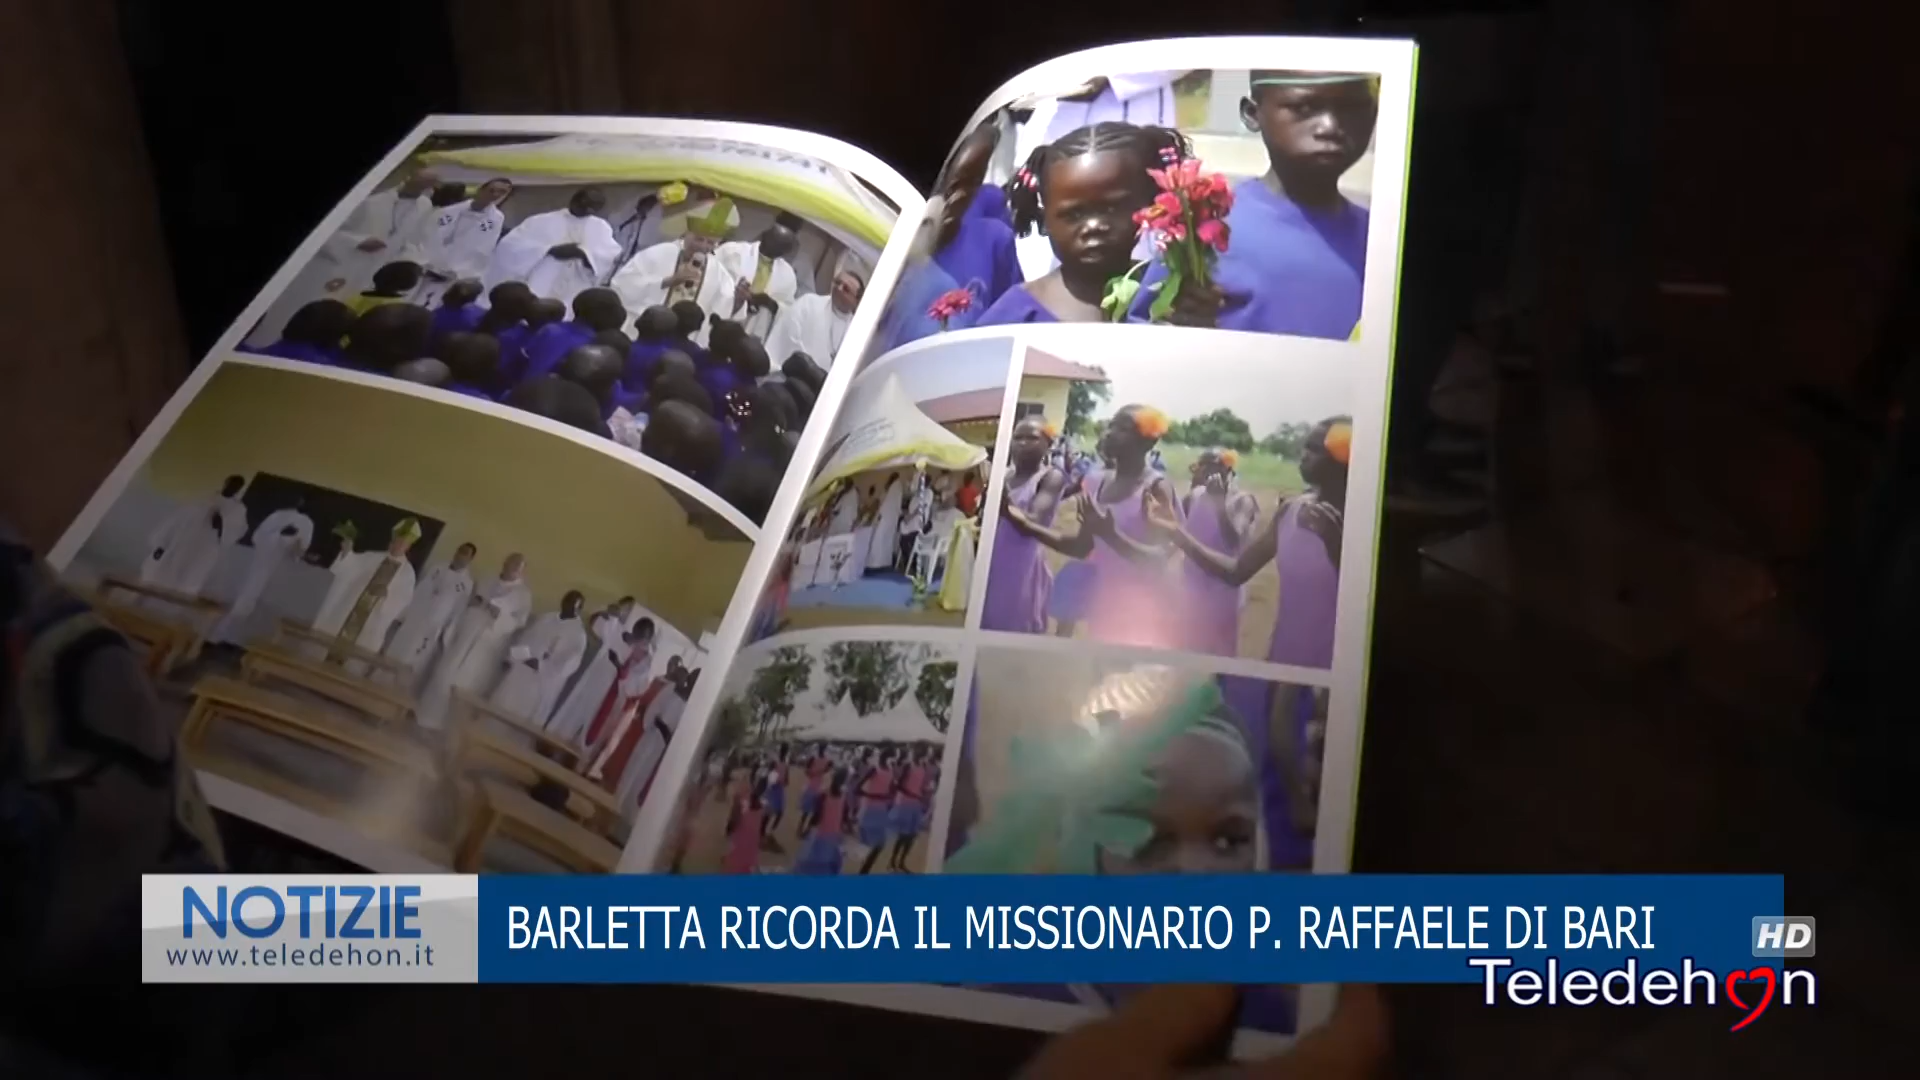 NOTIZIE
www.teledehon.it
BARLETTA RICORDA IL MISSIONARIO P. RAFFAELE DI BARI
HD
Teledehon